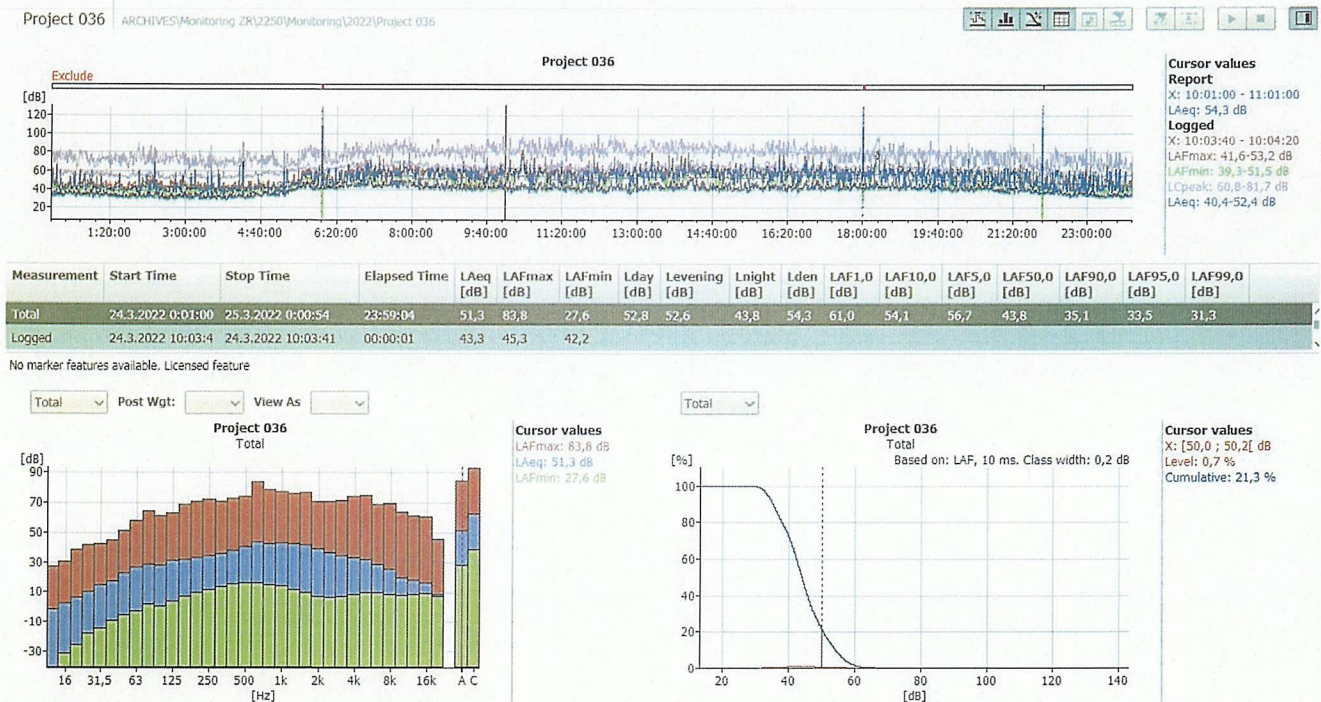 Project 036 ARCHIVES\Monitoring ZR\2250\Monitoring\2022\Project 036
Project 036
Exclude
[dB]
120
100
80
60
40
20
1:20:00 3:00:00 4:40:00 6:20:00 8:00:00 9:40:00 11:20:00 13:00:00 14:40:00 16:20:00 18:00:00 19:40:00 21:20:00 23:00:00
Cursor values
Report
X: 10:01:00 - 11:01:00
LAeq: 54,3 dB
Logged
X: 10:03:40 - 10:04:20
LAFmax: 41,6-53,2 dB
LAFmin: 39,3-51,5 dB
LCpeak: 60,8-81,7 dB
LAeq: 40,4-52,4 dB
Measurement Start Time Stop Time Elapsed Time LAeq [dB] LAFmax [dB] LAFmin [dB] Lday [dB] Levening [dB] Lnight [dB] Lden [dB] LAF1,0 [dB] LAF10,0 [dB] LAF5,0 [dB] LAF50,0 [dB] LAF90,0 [dB] LAF95,0 [dB] LAF99,0 [dB]
Total 24.3.2022 0:01:00 25.3.2022 0:00:54 23:59:04 51,3 83,8 27,6 52,8 52,6 43,8 54,3 61,0 54,1 56,7 43,8 35,1 33,5 31,3
Logged 24.3.2022 10:03:4 24.3.2022 10:03:41 00:00:01 43,3 45,3 42,2
No marker features available. Licensed feature
Total Post Wgt: View As
Project 036
Total
[dB]
90
70
50
30
10
-10
-30
16 31,5 63 125 250 500 1k 2k 4k 8k 16k A C
[Hz]
Cursor values
LAFmax: 83,8 dB
LAeq: 51,3 dB
LAFmin: 27,6 dB
Total
Project 036
Total
Based on: LAF, 10 ms. Class width: 0,2 dB
[%]
100
80
60
40
20
0
20 40 60 80 100 120 140
[dB]
Cursor values
X: [50,0 ; 50,2[ dB
Level: 0,7 %
Cumulative: 21,3 %